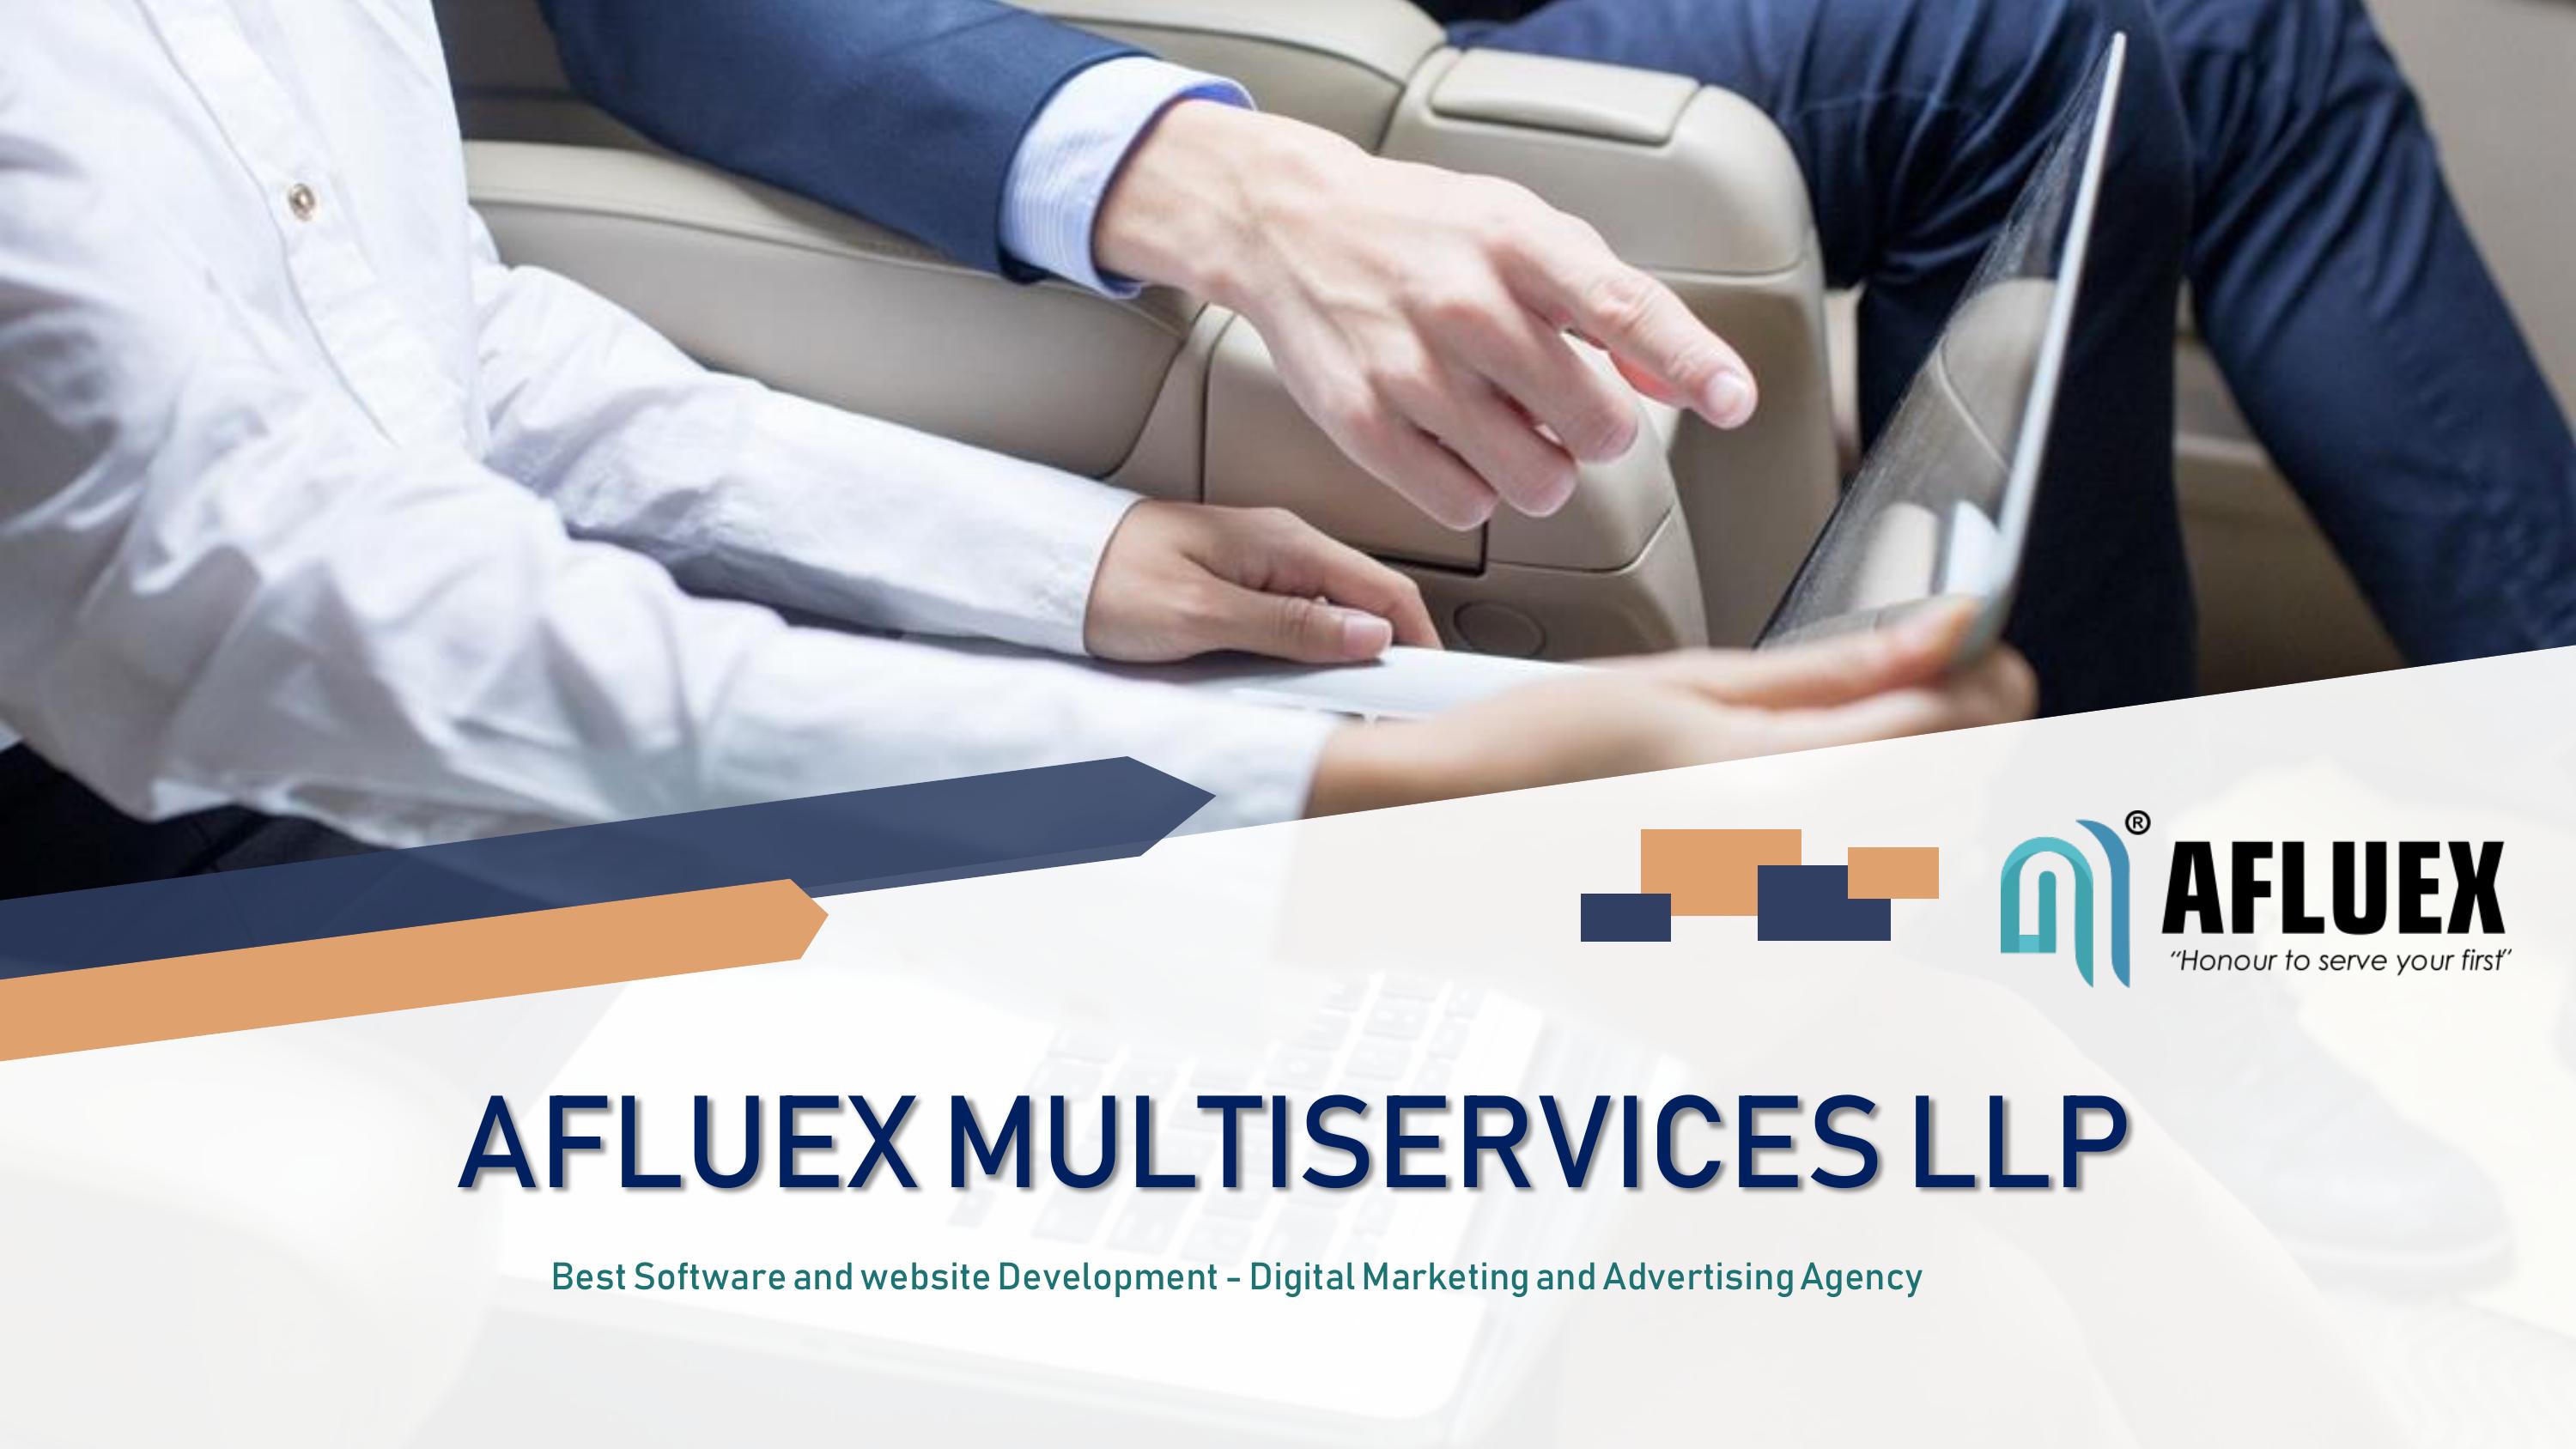 ®
AFLUEX
“Honour to serve your first”
AFLUEX MULTISERVICES LLP
Best Software and website Development - Digital Marketing and Advertising Agency